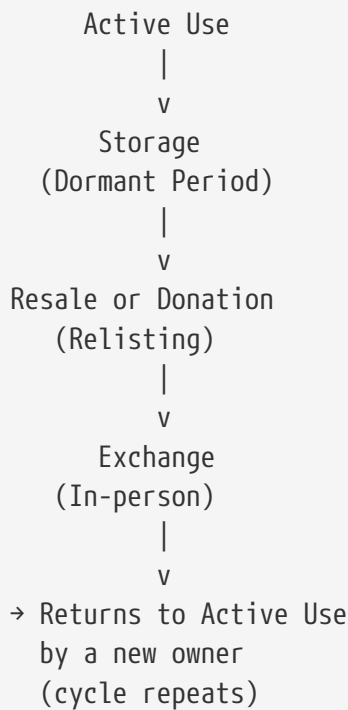 Active Use
|
v
Storage
(Dormant Period)
|
v
Resale or Donation
(Relisting)
|
v
Exchange
(In-person)
|
v
→ Returns to Active Use
by a new owner
(cycle repeats)